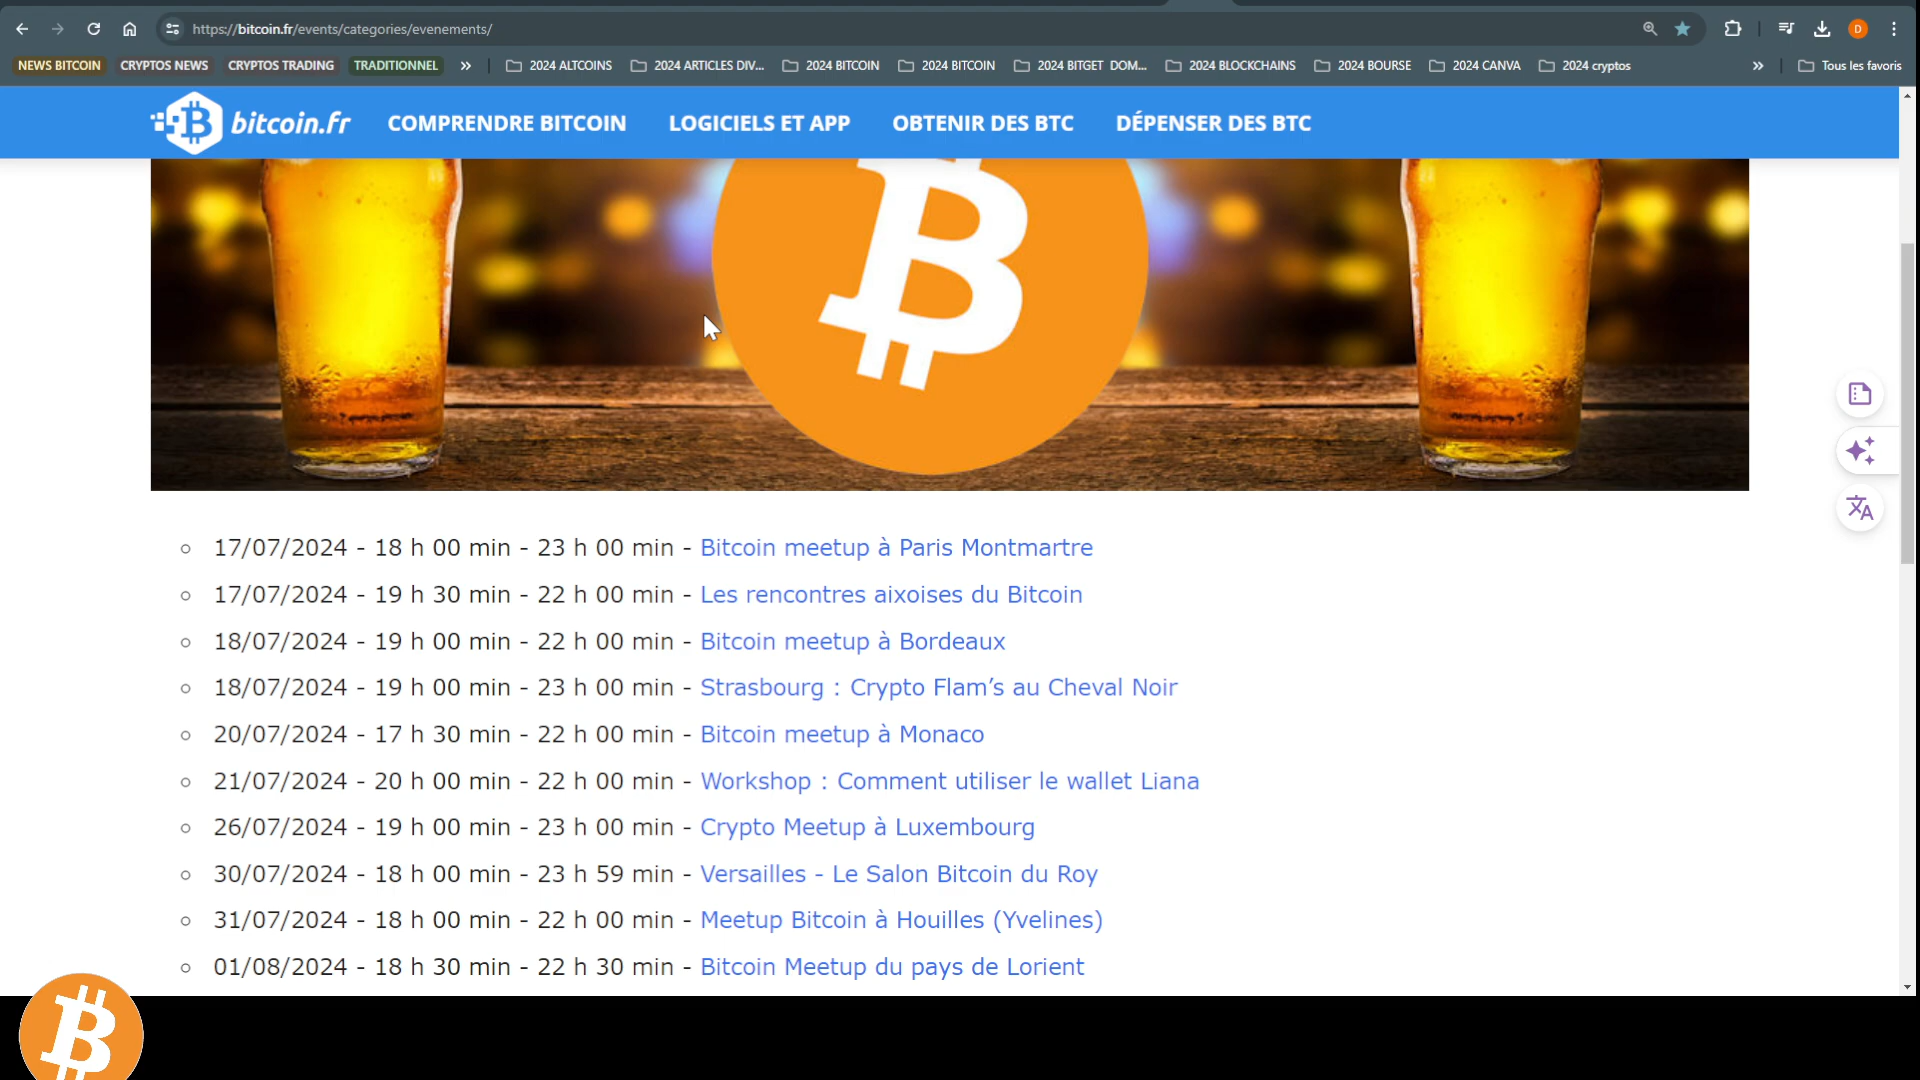 https://bitcoin.fr/events/categories/evenements/
D
NEWS BITCOIN CRYPTOS NEWS CRYPTOS TRADING TRADITIONNEL » 2024 ALTCOINS 2024 ARTICLES DIV... 2024 BITCOIN 2024 BITCOIN 2024 BITGET DOM... 2024 BLOCKCHAINS 2024 BOURSE 2024 CANVA 2024 cryptos » Tous les favoris
bitcoin.fr COMPRENDRE BITCOIN LOGICIELS ET APP OBTENIR DES BTC DÉPENSER DES BTC
17/07/2024 - 18 h 00 min - 23 h 00 min - Bitcoin meetup à Paris Montmartre
17/07/2024 - 19 h 30 min - 22 h 00 min - Les rencontres aixoises du Bitcoin
18/07/2024 - 19 h 00 min - 22 h 00 min - Bitcoin meetup à Bordeaux
18/07/2024 - 19 h 00 min - 23 h 00 min - Strasbourg : Crypto Flam’s au Cheval Noir
20/07/2024 - 17 h 30 min - 22 h 00 min - Bitcoin meetup à Monaco
21/07/2024 - 20 h 00 min - 22 h 00 min - Workshop : Comment utiliser le wallet Liana
26/07/2024 - 19 h 00 min - 23 h 00 min - Crypto Meetup à Luxembourg
30/07/2024 - 18 h 00 min - 23 h 59 min - Versailles - Le Salon Bitcoin du Roy
31/07/2024 - 18 h 00 min - 22 h 00 min - Meetup Bitcoin à Houilles (Yvelines)
01/08/2024 - 18 h 30 min - 22 h 30 min - Bitcoin Meetup du pays de Lorient